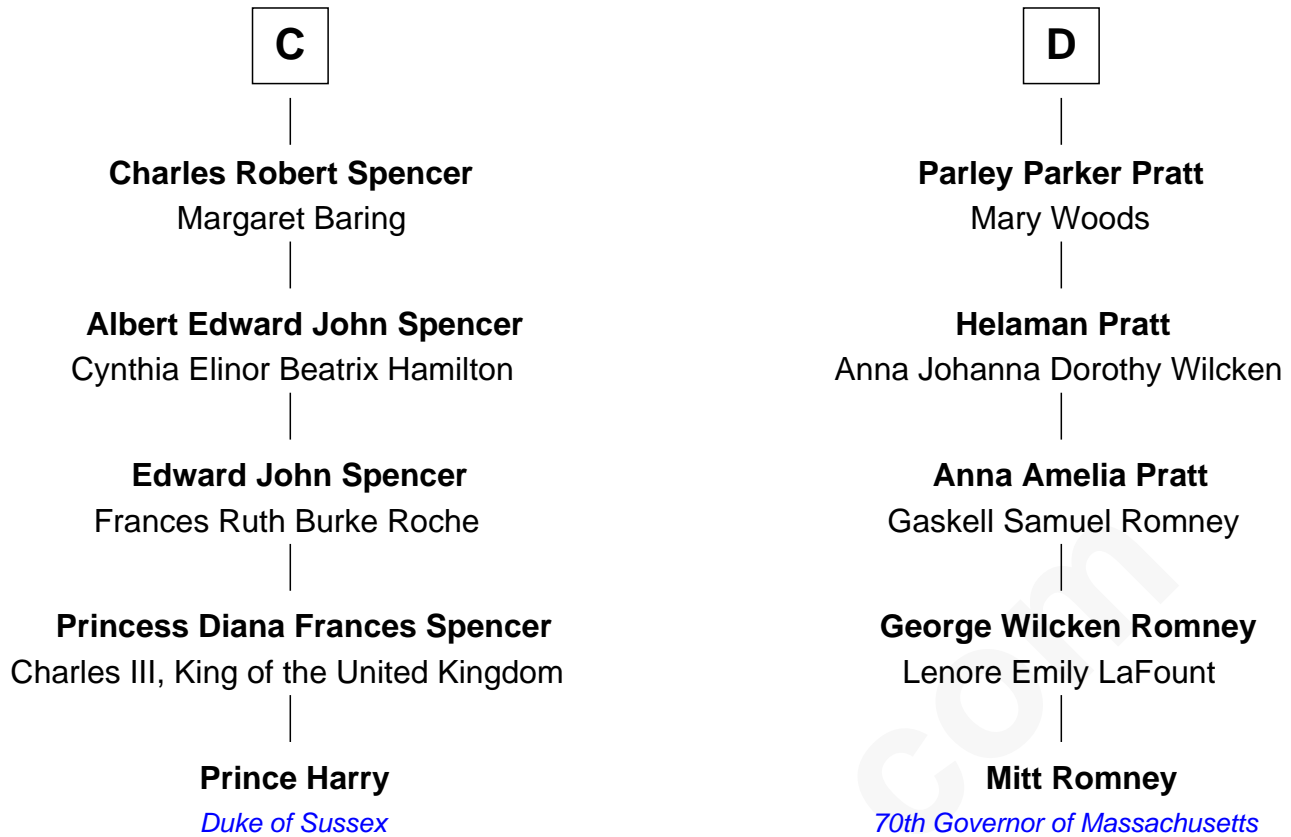 C
Charles Robert Spencer
Margaret Baring
Albert Edward John Spencer
Cynthia Elinor Beatrix Hamilton
Edward John Spencer
Frances Ruth Burke Roche
Princess Diana Frances Spencer
Charles III, King of the United Kingdom
Prince Harry
Duke of Sussex
D
Parley Parker Pratt
Mary Woods
Helaman Pratt
Anna Johanna Dorothy Wilcken
Anna Amelia Pratt
Gaskell Samuel Romney
George Wilcken Romney
Lenore Emily LaFount
Mitt Romney
70th Governor of Massachusetts
com